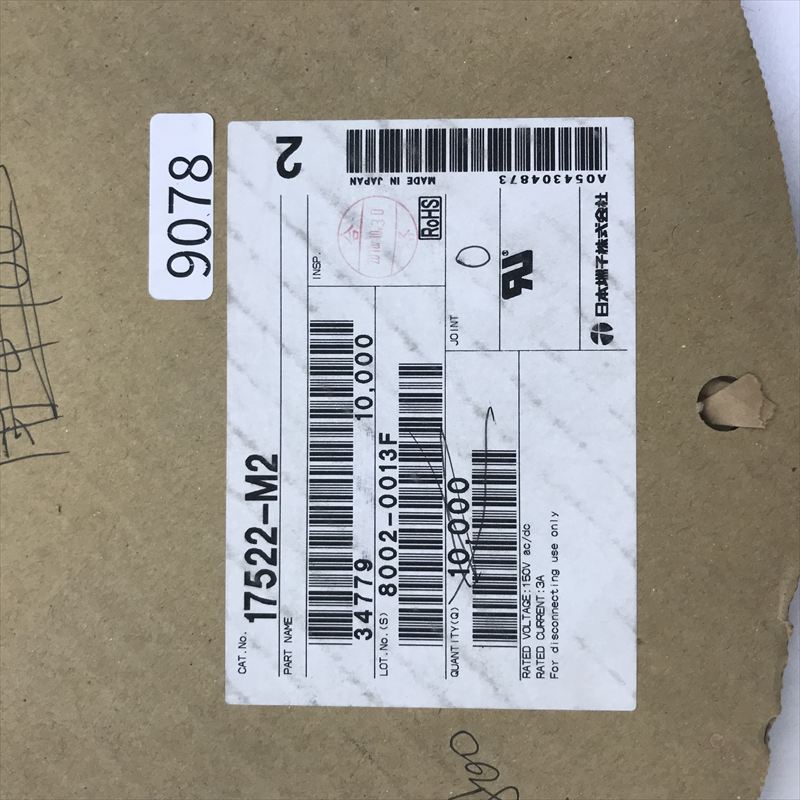 9078
CAT.No. 17522-M2
2
PART NAME
INSP.
34779 10,000
LOT.No.(S) 8002-0013F
合
RoHS
MADE IN JAPAN
QUANTITY(Q) 10,000
JOINT 0
A054304873
RATED VOLTAGE:150V ac/dc
RATED CURRENT:3A
For disconnecting use only
日本端子株式会社